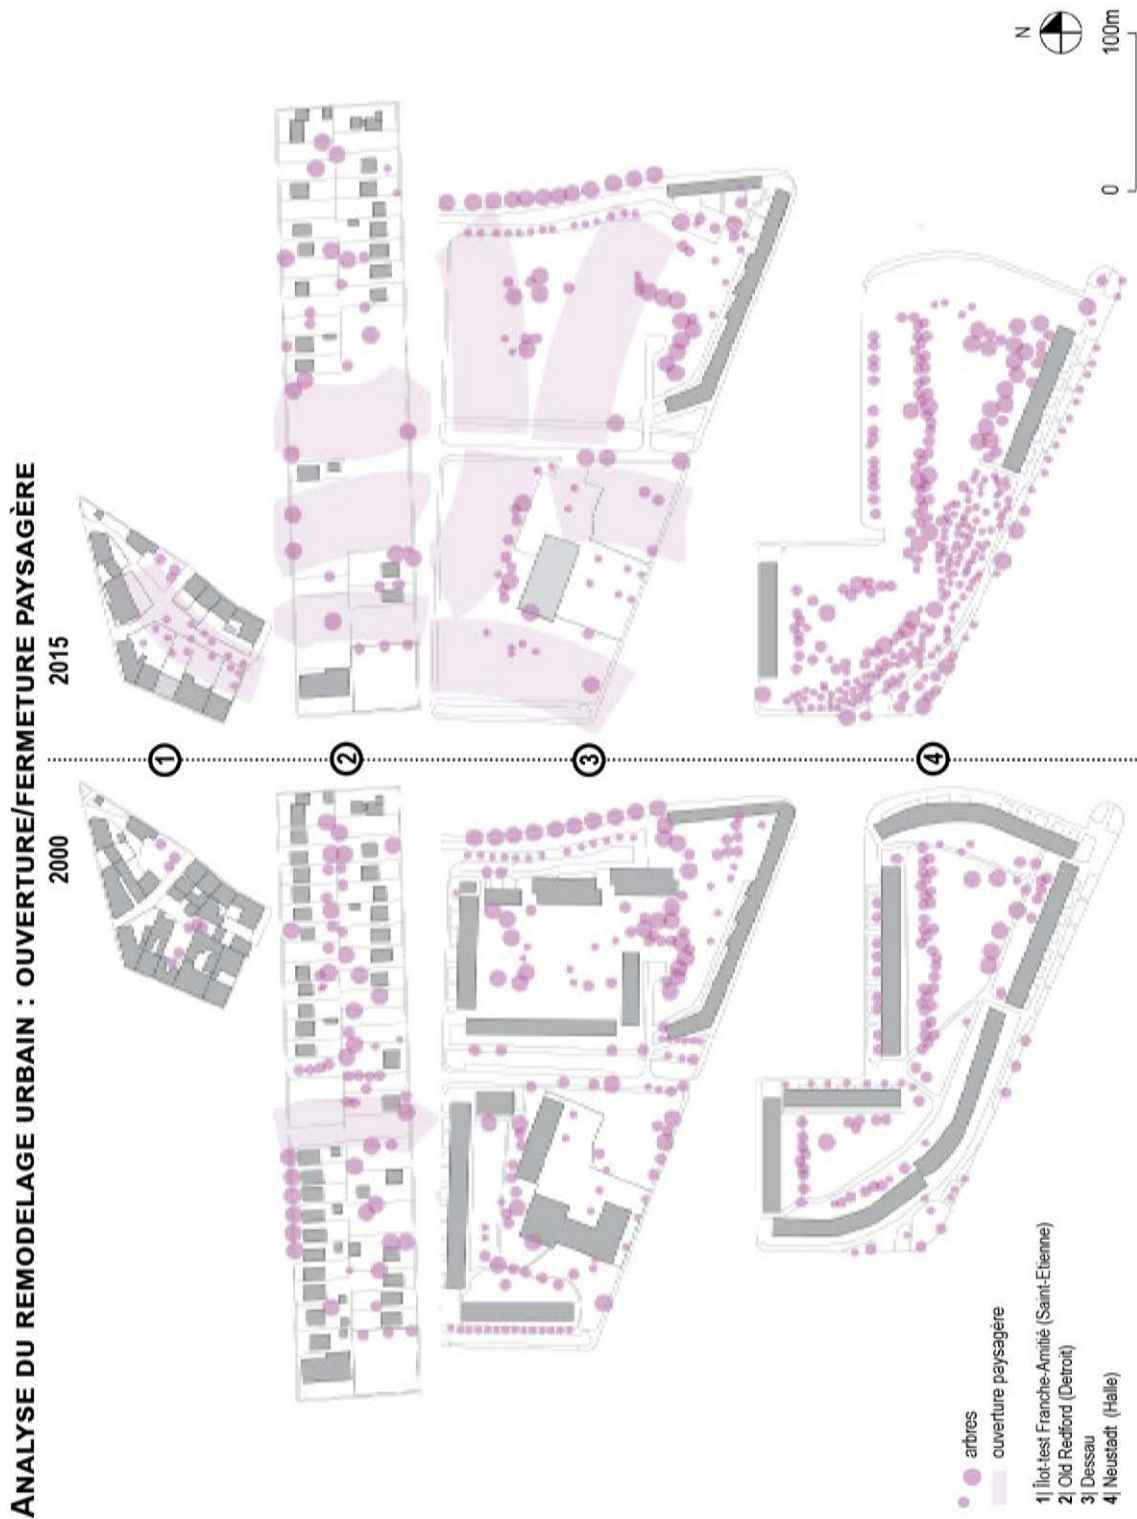 ANALYSE DU REMODELAGE URBAIN : OUVERTURE/FERMETURE PAYSAGÈRE
2000
2015
1
2
3
4
arbres
ouverture paysagère
1| Îlot-test Franche-Amitié (Saint-Etienne)
2| Old Redford (Detroit)
3| Dessau
4| Neustadt (Halle)
N
0
100m